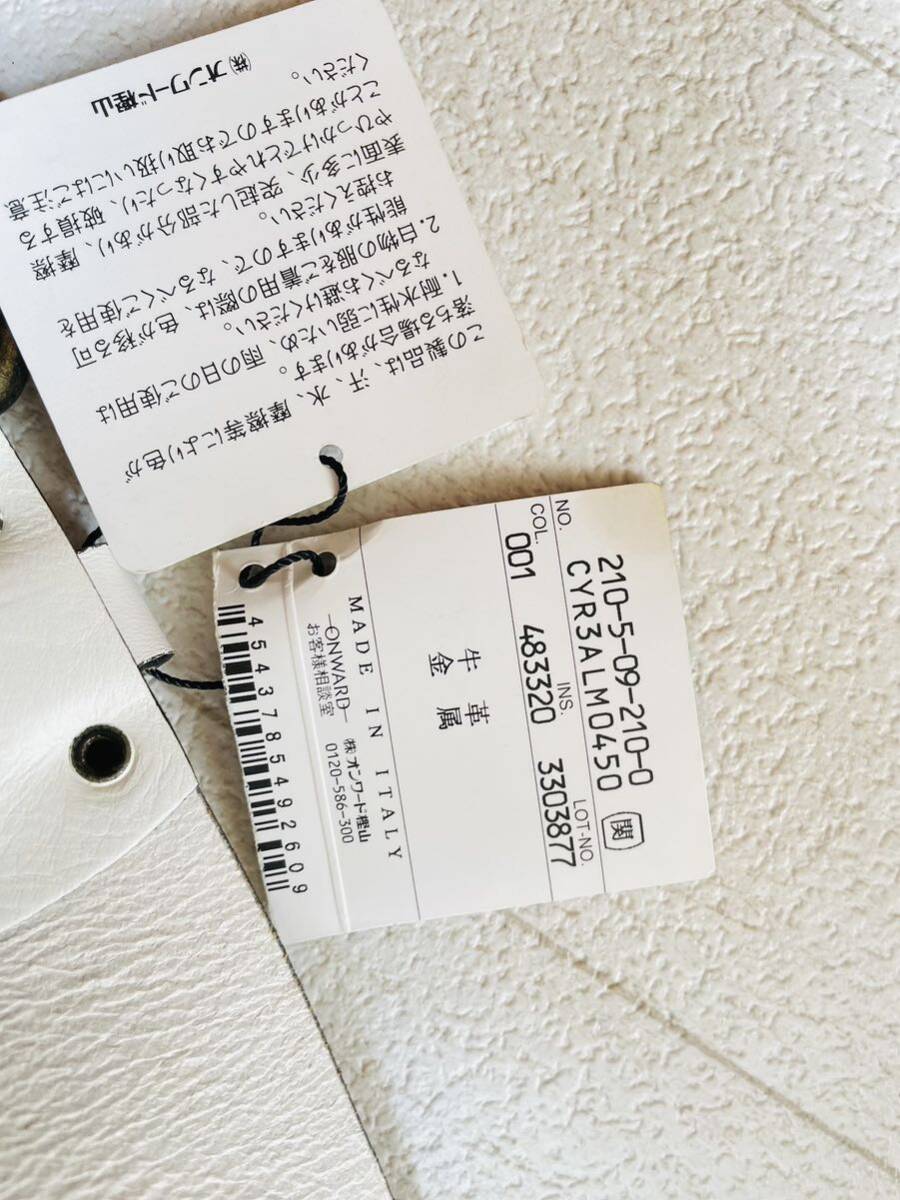 この製品は、汗、水、摩擦等により色が
落ちる場合があります。
1.耐水性に弱いため、雨の日のご使用は
なるべくお避けください。
2.白物の服をご着用の際は、色が移る可
能性がありますので、なるべくご使用を
お控えください。
表面に多少、突起した部分があり、摩擦
やひっかけでとれやすくなったり、破損する
ことがありますのでお取り扱いにはご注意
ください。
㈱オンワード樫山
210-5-09-210-0
NO. CYR3ALM0450 関
COL. INS. LOT-NO.
001 483320 3303877
牛革
金属
MADE IN ITALY
ONWARD ㈱オンワード樫山
お客様相談室 0120-586-300
4543785492609